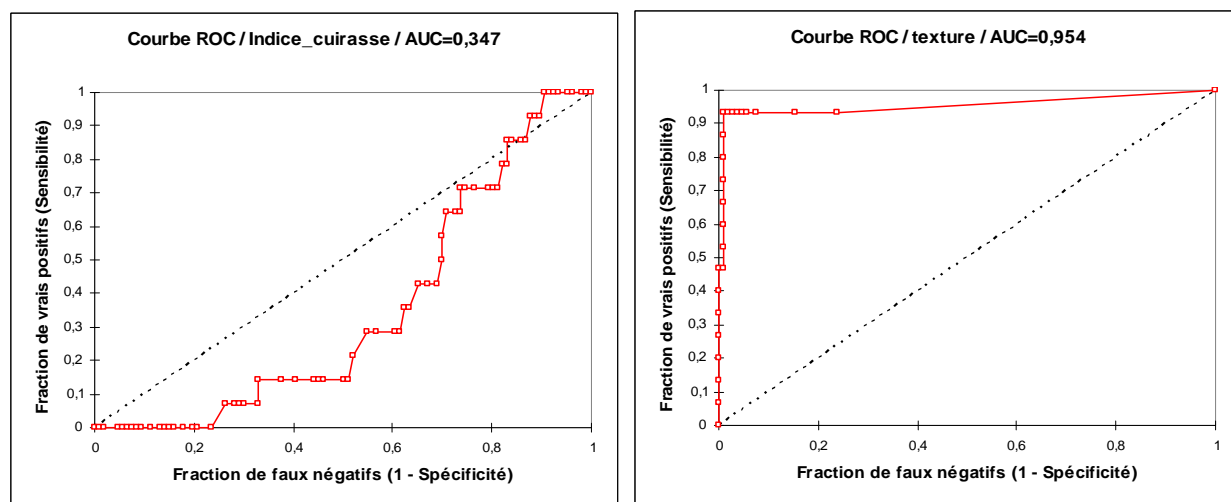 Courbe ROC / Indice_cuirasse / AUC=0,347
Fraction de vrais positifs (Sensibilité)
1
0,9
0,8
0,7
0,6
0,5
0,4
0,3
0,2
0,1
0
0 0,2 0,4 0,6 0,8 1
Fraction de faux négatifs (1 - Spécificité)
Courbe ROC / texture / AUC=0,954
Fraction de vrais positifs (Sensibilité)
1
0,9
0,8
0,7
0,6
0,5
0,4
0,3
0,2
0,1
0
0 0,2 0,4 0,6 0,8 1
Fraction de faux négatifs (1 - Spécificité)